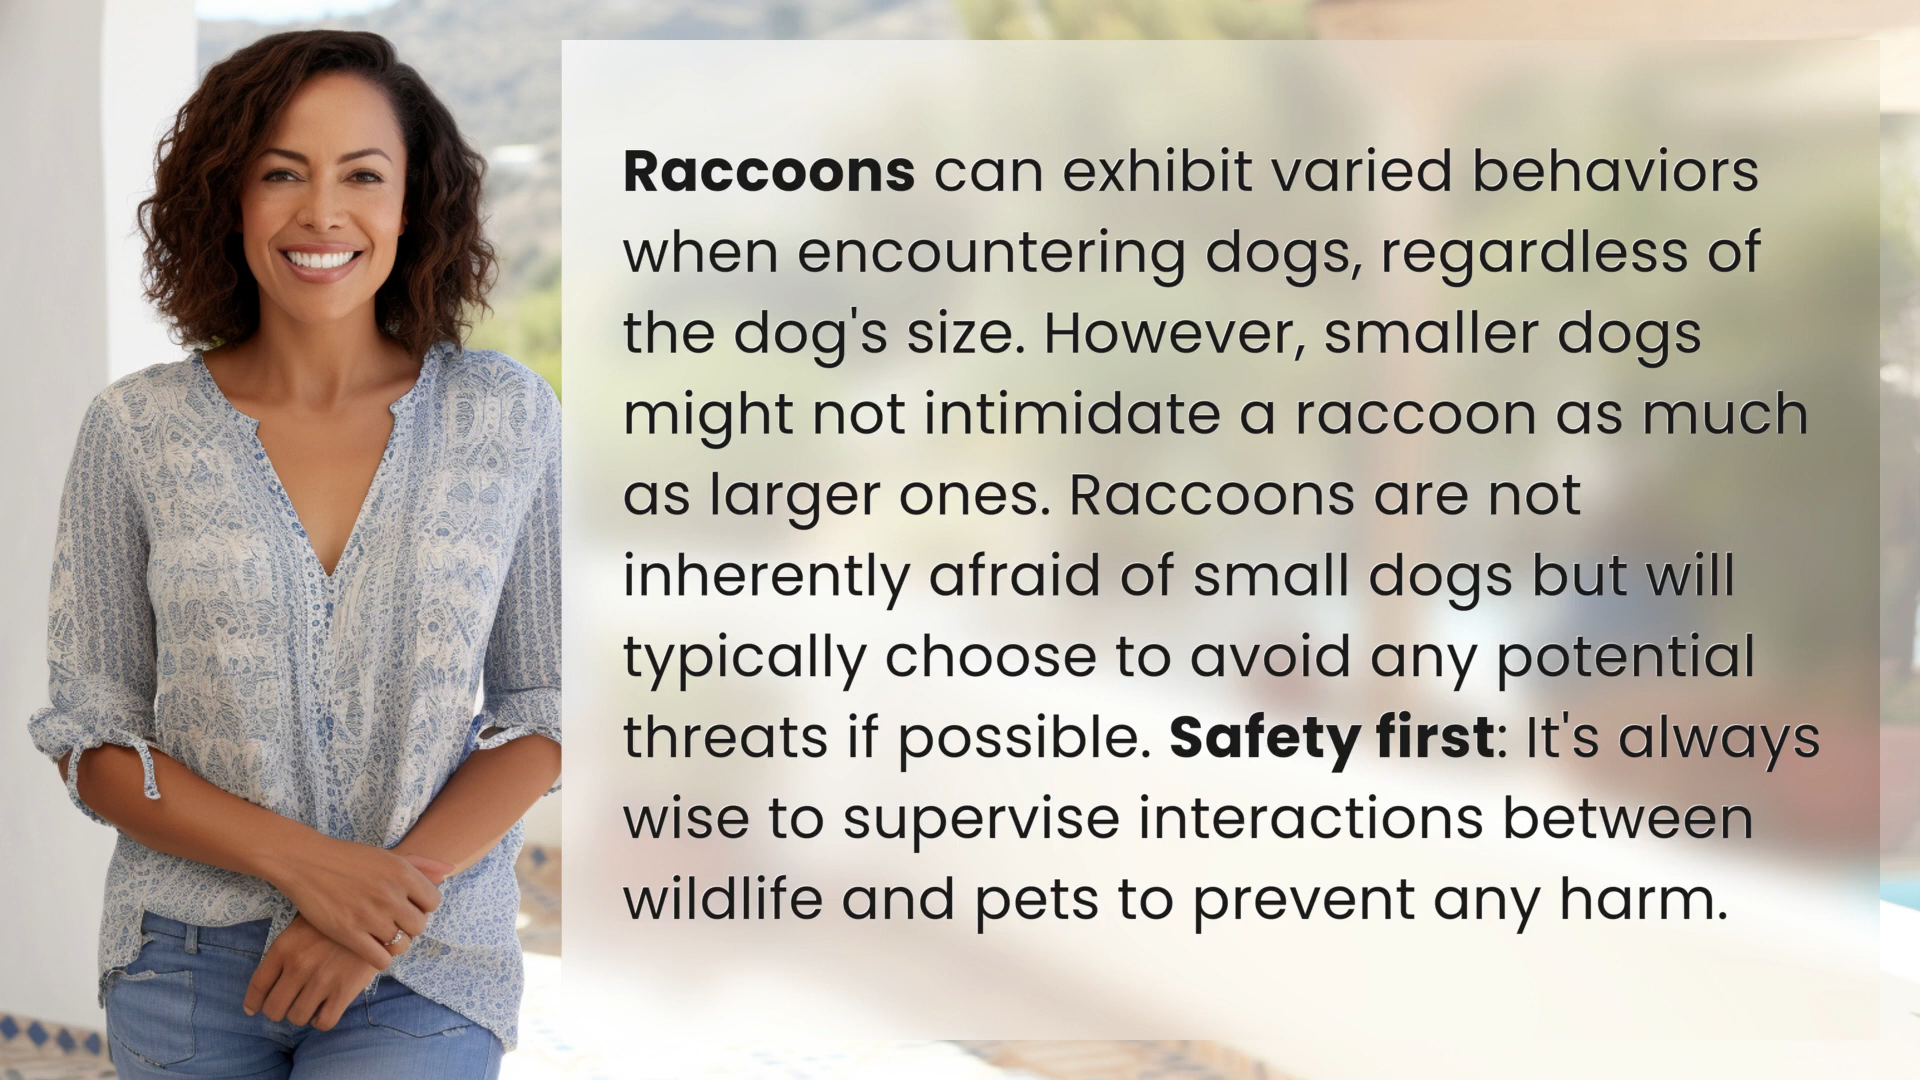 Raccoons can exhibit varied behaviors
when encountering dogs, regardless of
the dog's size. However, smaller dogs
might not intimidate a raccoon as much
as larger ones. Raccoons are not
inherently afraid of small dogs but will
typically choose to avoid any potential
threats if possible. Safety first: It's always
wise to supervise interactions between
wildlife and pets to prevent any harm.